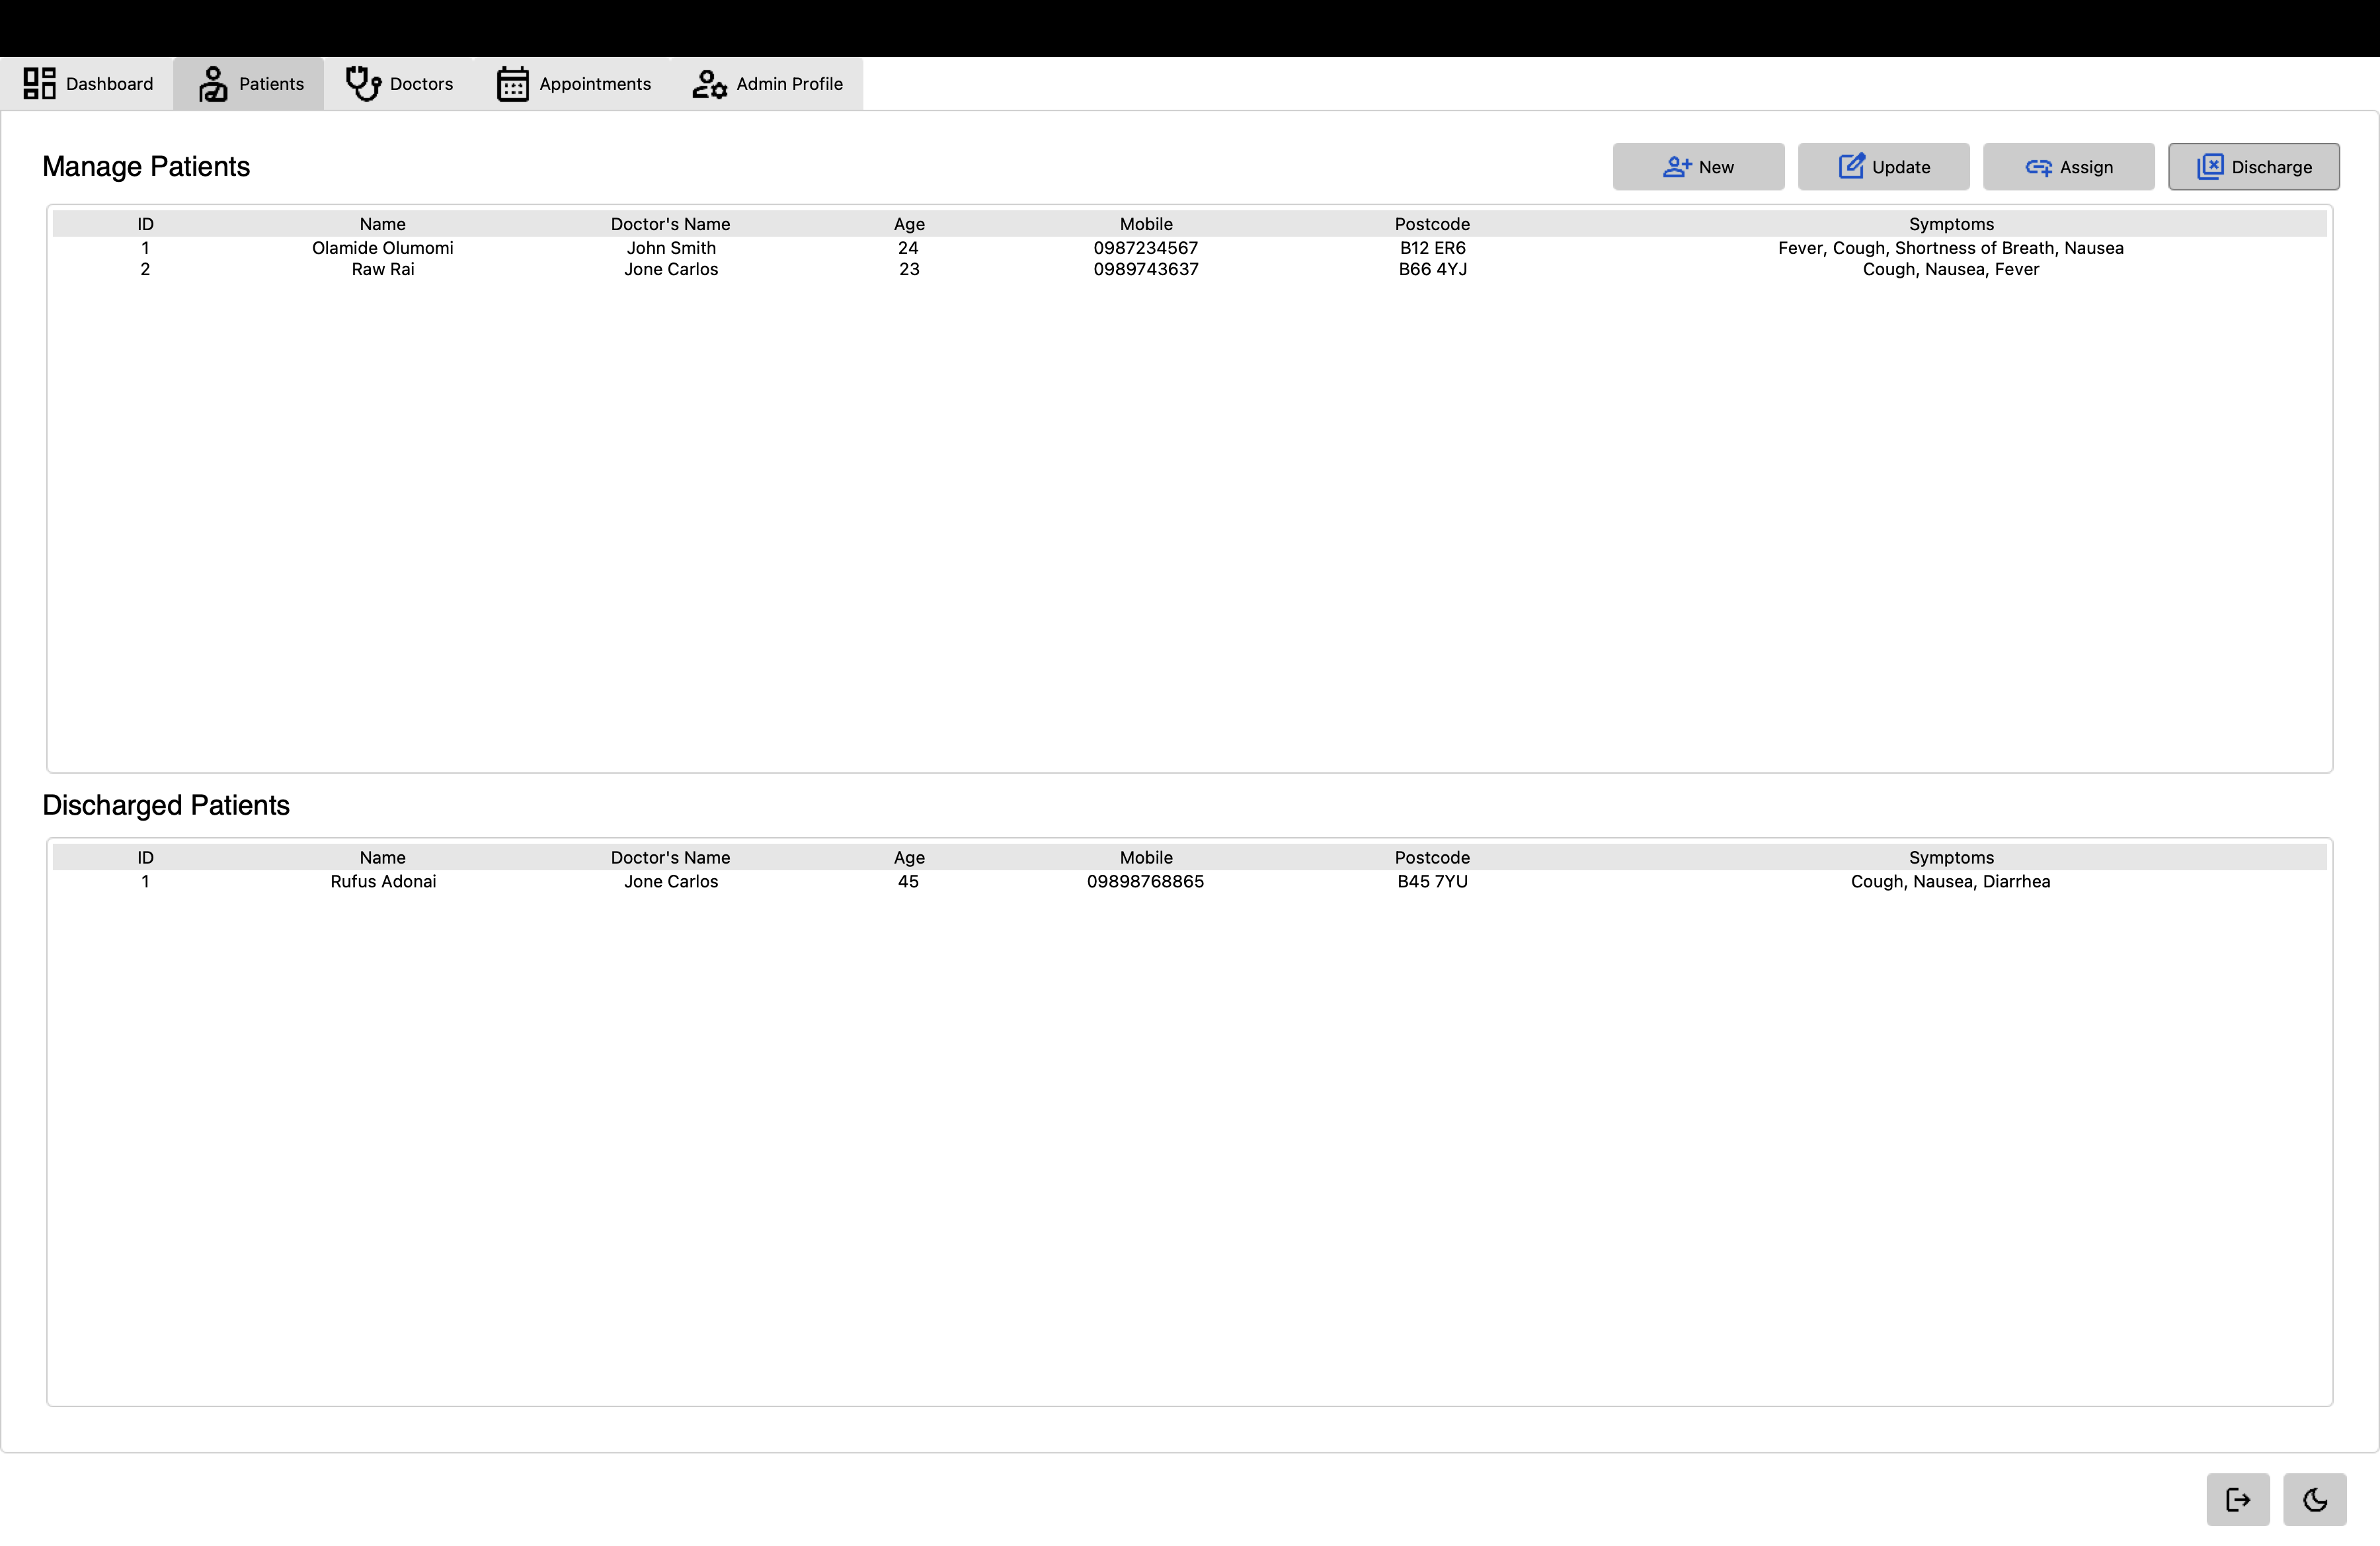 Dashboard Patients Doctors Appointments Admin Profile
Manage Patients New Update Assign Discharge
ID Name Doctor's Name Age Mobile Postcode Symptoms
1 Olamide Olumomi John Smith 24 0987234567 B12 ER6 Fever, Cough, Shortness of Breath, Nausea
2 Raw Rai Jone Carlos 23 0989743637 B66 4YJ Cough, Nausea, Fever
Discharged Patients
ID Name Doctor's Name Age Mobile Postcode Symptoms
1 Rufus Adonai Jone Carlos 45 09898768865 B45 7YU Cough, Nausea, Diarrhea